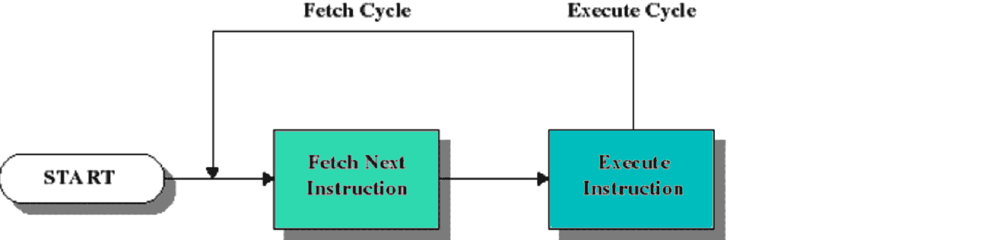 Fetch Cycle
Execute Cycle
START
Fetch Next
Instruction
Execute
Instruction